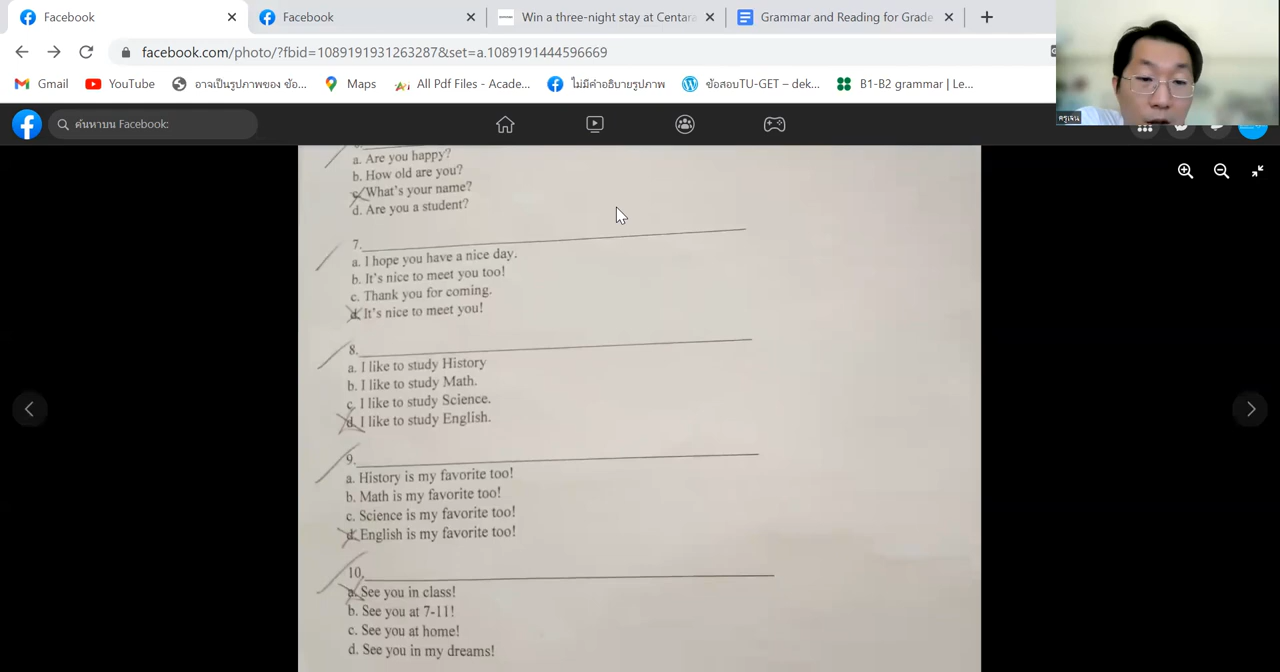 Facebook
Facebook
Win a three-night stay at Centara
Grammar and Reading for Grade
facebook.com/photo/?fbid=1089191931263287&set=a.1089191444596669
Gmail
YouTube
อาจเป็นรูปภาพของ ข้อ...
Maps
All Pdf Files - Acade...
ไม่มีคำอธิบายรูปภาพ
ข้อสอบTU-GET – dek...
B1-B2 grammar | Le...
ครูเจน
ค้นหาบน Facebook:
a. Are you happy?
b. How old are you?
c. What's your name?
d. Are you a student?
7.
a. I hope you have a nice day.
b. It's nice to meet you too!
c. Thank you for coming.
d. It's nice to meet you!
8.
a. I like to study History
b. I like to study Math.
c. I like to study Science.
d. I like to study English.
9.
a. History is my favorite too!
b. Math is my favorite too!
c. Science is my favorite too!
d. English is my favorite too!
10.
a. See you in class!
b. See you at 7-11!
c. See you at home!
d. See you in my dreams!